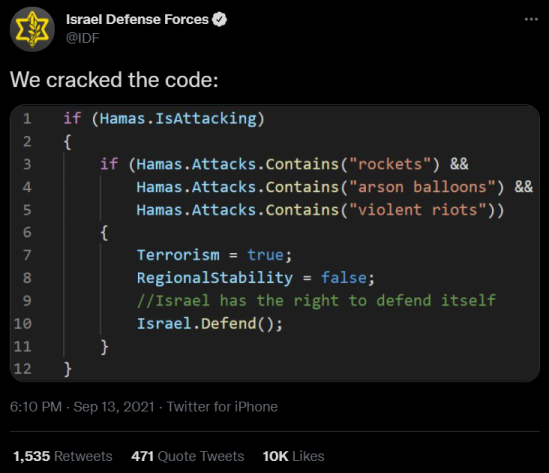 Israel Defense Forces
@IDF
We cracked the code:
1 if (Hamas.IsAttacking)
2 {
3 if (Hamas.Attacks.Contains("rockets") &&
4 Hamas.Attacks.Contains("arson balloons") &&
5 Hamas.Attacks.Contains("violent riots"))
6 {
7 Terrorism = true;
8 RegionalStability = false;
9 //Israel has the right to defend itself
10 Israel.Defend();
11 }
12 }
6:10 PM · Sep 13, 2021 · Twitter for iPhone
1,535 Retweets 471 Quote Tweets 10K Likes